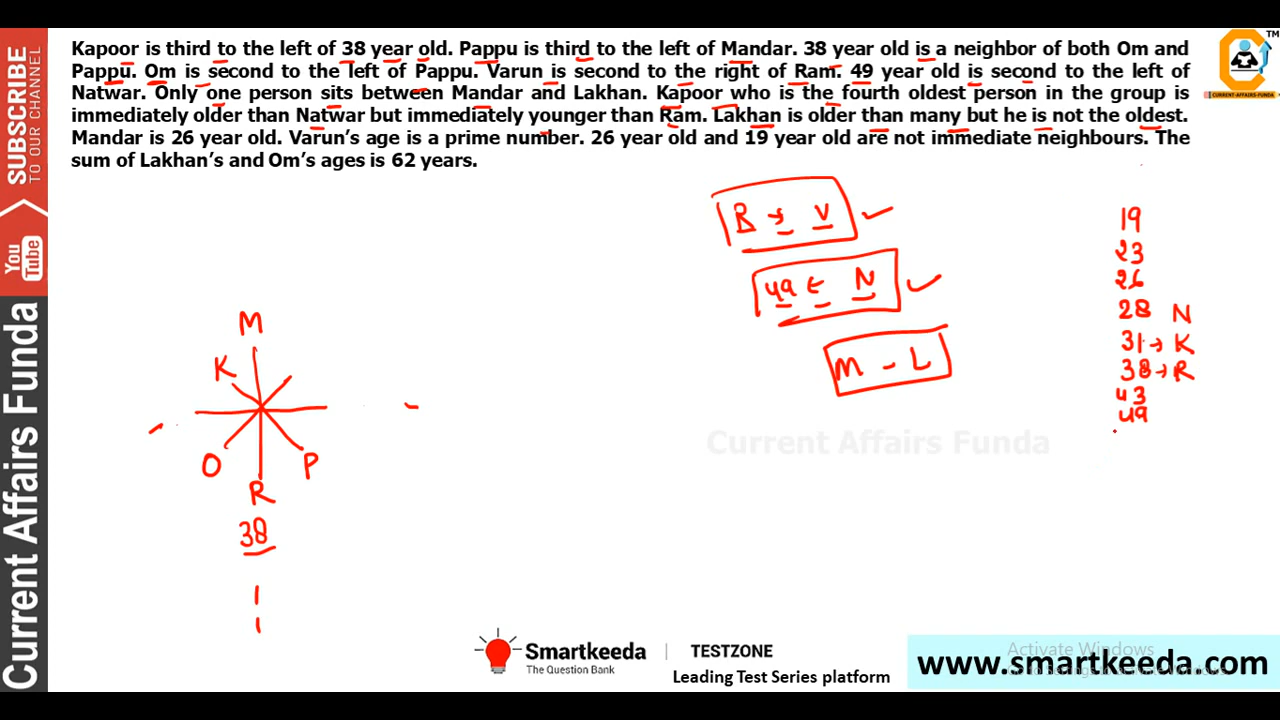 Kapoor is third to the left of 38 year old. Pappu is third to the left of Mandar. 38 year old is a neighbor of both Om and
Pappu. Om is second to the left of Pappu. Varun is second to the right of Ram. 49 year old is second to the left of
Natwar. Only one person sits between Mandar and Lakhan. Kapoor who is the fourth oldest person in the group is
immediately older than Natwar but immediately younger than Ram. Lakhan is older than many but he is not the oldest.
Mandar is 26 year old. Varun's age is a prime number. 26 year old and 19 year old are not immediate neighbours. The
sum of Lakhan's and Om's ages is 62 years.
SUBSCRIBE
TO OUR CHANNEL
You
Tube
Current Affairs Funda
TM
CURRENT-AFFAIRS-FUNDA
R V
49 N
M - L
19
23
26
28 N
31 → K
38 → R
43
49
M
K
O P
R
38
Current Affairs Funda
Smartkeeda
The Question Bank
TESTZONE
Leading Test Series platform
Activate Windows
www.smartkeeda.com